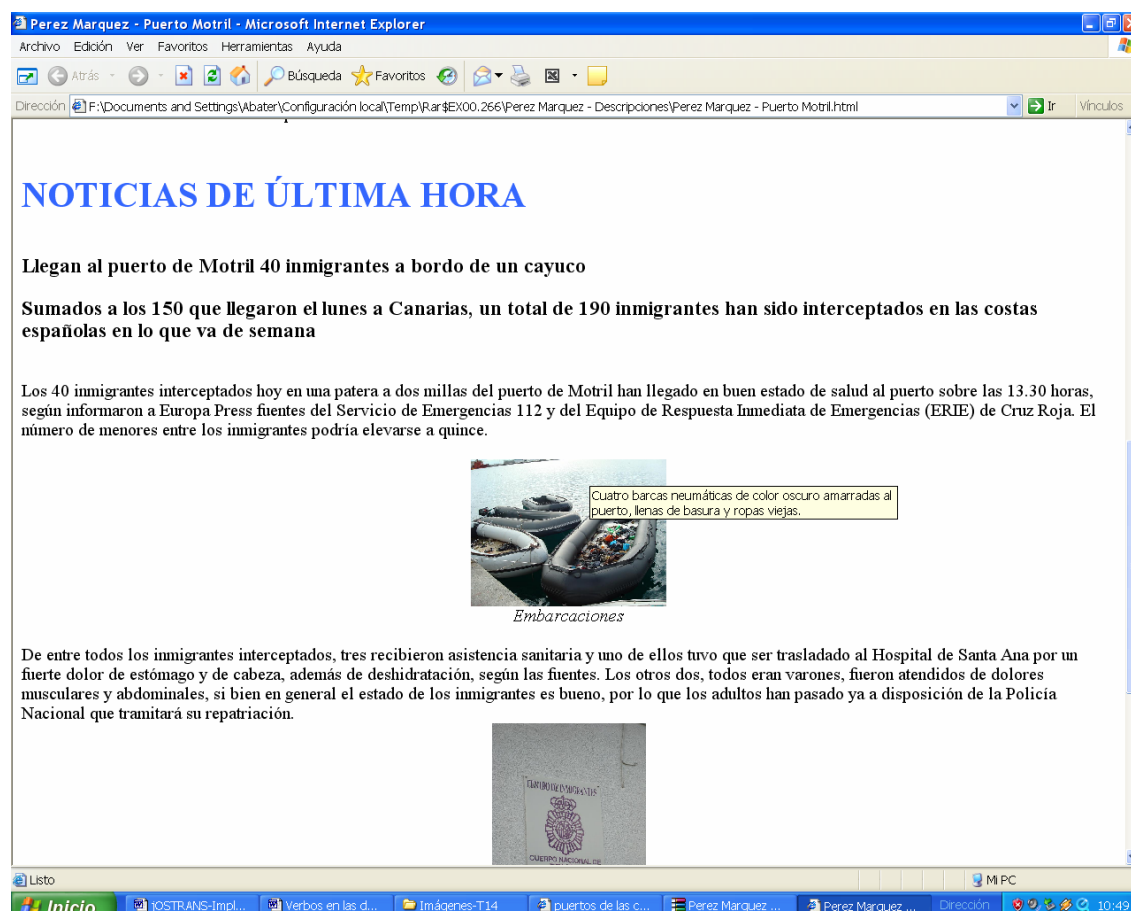 Perez Marquez - Puerto Motril - Microsoft Internet Explorer
Archivo Edición Ver Favoritos Herramientas Ayuda
Atrás Búsqueda Favoritos
Dirección F:\Documents and Settings\Abater\Configuración local\Temp\Rar$EX00.266\Perez Marquez - Descripciones\Perez Marquez - Puerto Motril.html Ir Vínculos
NOTICIAS DE ÚLTIMA HORA
Llegan al puerto de Motril 40 inmigrantes a bordo de un cayuco
Sumados a los 150 que llegaron el lunes a Canarias, un total de 190 inmigrantes han sido interceptados en las costas
españolas en lo que va de semana
Los 40 inmigrantes interceptados hoy en una patera a dos millas del puerto de Motril han llegado en buen estado de salud al puerto sobre las 13.30 horas,
según informaron a Europa Press fuentes del Servicio de Emergencias 112 y del Equipo de Respuesta Inmediata de Emergencias (ERIE) de Cruz Roja. El
número de menores entre los inmigrantes podría elevarse a quince.
Cuatro barcas neumáticas de color oscuro amarradas al
puerto, llenas de basura y ropas viejas.
Embarcaciones
De entre todos los inmigrantes interceptados, tres recibieron asistencia sanitaria y uno de ellos tuvo que ser trasladado al Hospital de Santa Ana por un
fuerte dolor de estómago y de cabeza, además de deshidratación, según las fuentes. Los otros dos, todos eran varones, fueron atendidos de dolores
musculares y abdominales, si bien en general el estado de los inmigrantes es bueno, por lo que los adultos han pasado ya a disposición de la Policía
Nacional que tramitará su repatriación.
CUERPO NACIONAL DE
Listo Mi PC
Inicio IOSTRANS-Impl... Verbos en las d... Imágenes-T14 puertos de las c... Perez Marquez ... Perez Marquez ... Dirección 10:49